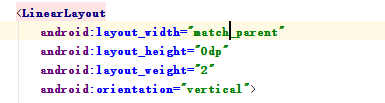 <LinearLayout
android:layout_width="match_parent"
android:layout_height="0dp"
android:layout_weight="2"
android:orientation="vertical">